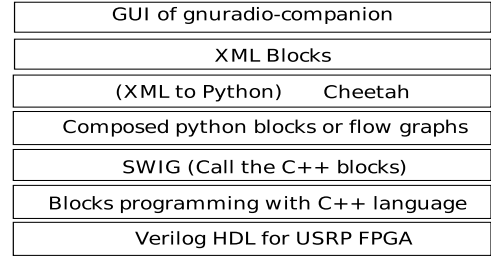 GUI of gnuradio-companion
XML Blocks
(XML to Python) Cheetah
Composed python blocks or flow graphs
SWIG (Call the C++ blocks)
Blocks programming with C++ language
Verilog HDL for USRP FPGA